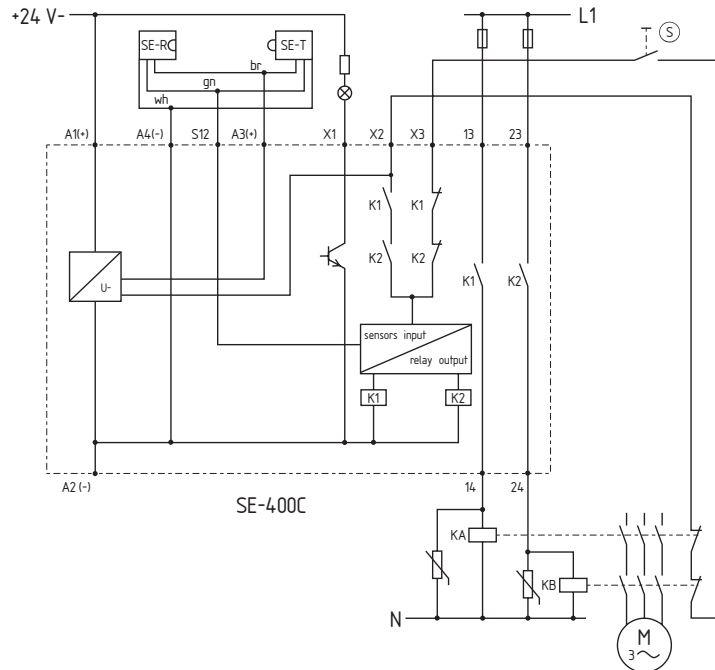 +24 V-
L1
S
SE-R
SE-T
br
gn
wh
A1(+)
A4(-)
S12
A3(+)
X1
X2
X3
13
23
K1
K1
K2
K2
K1
K2
U-
sensors input
relay output
K1
K2
A2 (-)
14
24
SE-400C
KA
KB
N
M
3